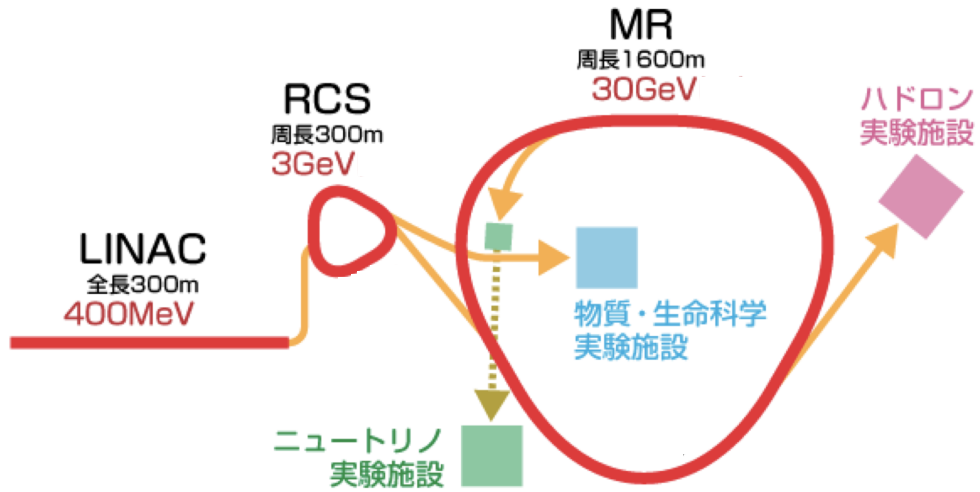 MR
周長1600m
30GeV
ハドロン
実験施設
RCS
周長300m
3GeV
LINAC
全長300m
400MeV
物質・生命科学
実験施設
ニュートリノ
実験施設